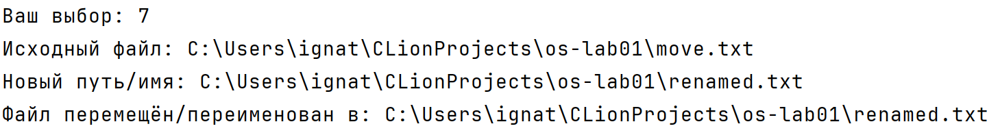 Ваш выбор: 7
Исходный файл: C:\Users\ignat\CLionProjects\os-lab01\move.txt
Новый путь/имя: C:\Users\ignat\CLionProjects\os-lab01\renamed.txt
Файл перемещён/переименован в: C:\Users\ignat\CLionProjects\os-lab01\renamed.txt